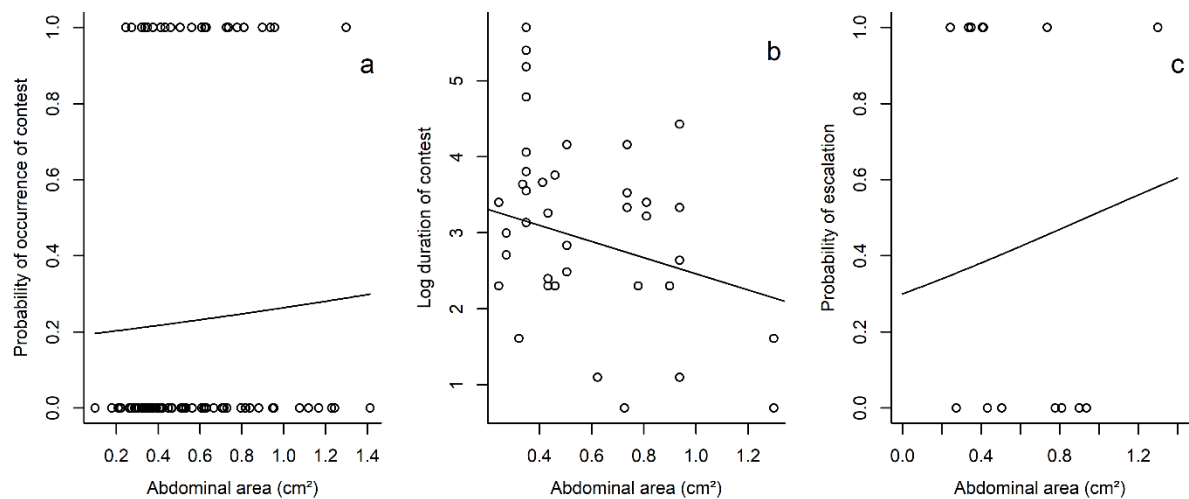 a
Probability of occurrence of contest
1.0
0.8
0.6
0.4
0.2
0.0
0.2 0.4 0.6 0.8 1.0 1.2 1.4
Abdominal area (cm²)
b
Log duration of contest
5
4
3
2
1
0.4 0.6 0.8 1.0 1.2
Abdominal area (cm²)
c
Probability of escalation
1.0
0.8
0.6
0.4
0.2
0.0
0.0 0.4 0.8 1.2
Abdominal area (cm²)